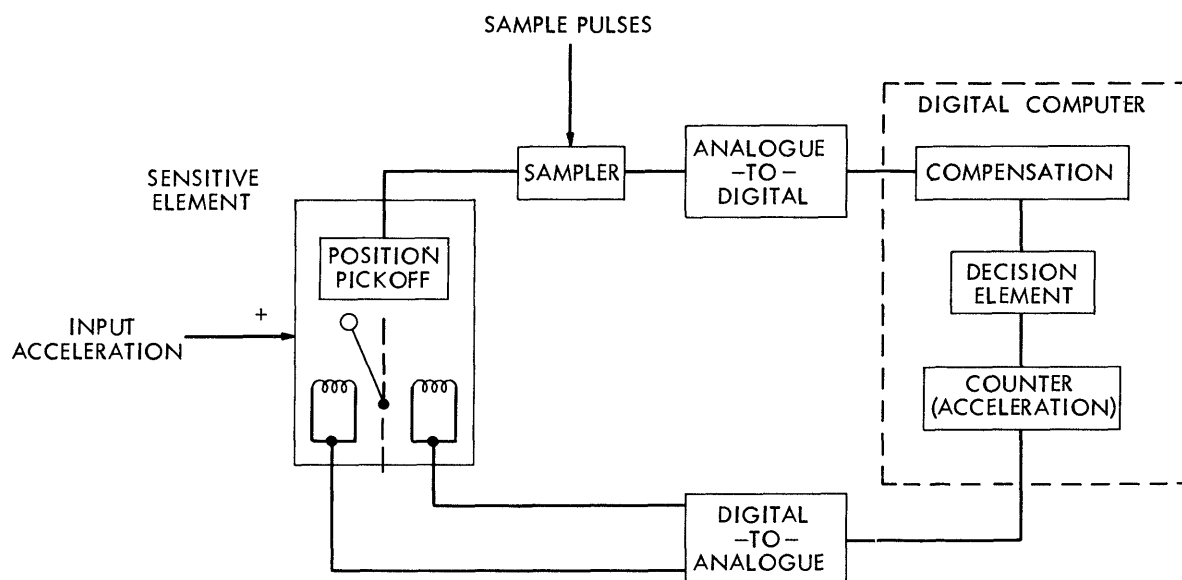 SAMPLE PULSES
DIGITAL COMPUTER
ANALOGUE
–TO–
DIGITAL
SAMPLER
COMPENSATION
SENSITIVE
ELEMENT
POSITION
PICKOFF
DECISION
ELEMENT
+
INPUT
ACCELERATION
COUNTER
(ACCELERATION)
DIGITAL
–TO–
ANALOGUE